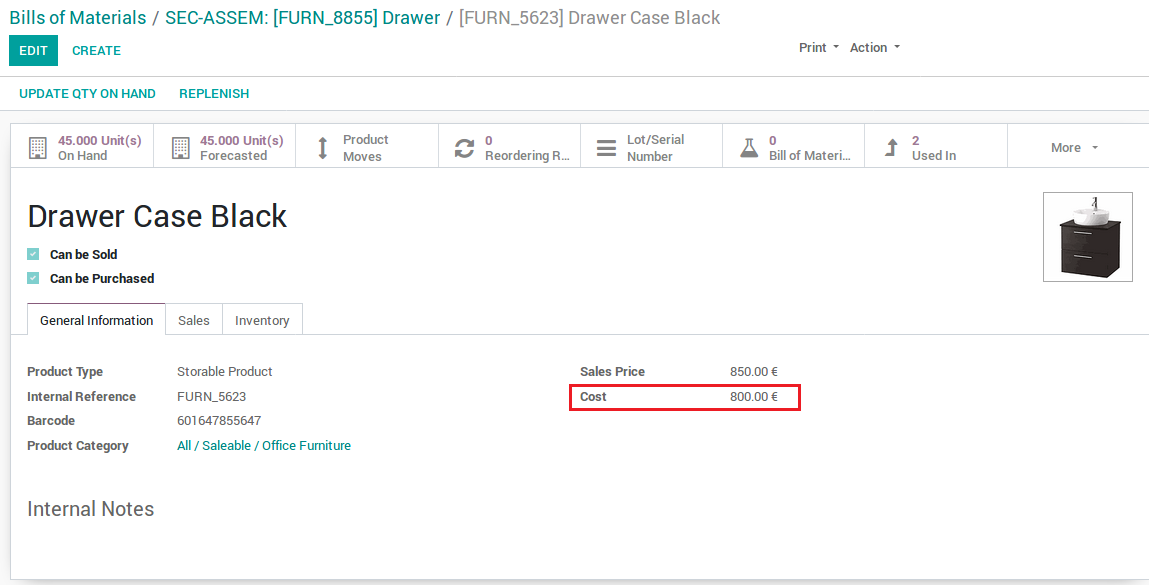 Bills of Materials / SEC-ASSEM: [FURN_8855] Drawer / [FURN_5623] Drawer Case Black
EDIT CREATE Print Action
UPDATE QTY ON HAND REPLENISH
45.000 Unit(s)
On Hand
45.000 Unit(s)
Forecasted
Product
Moves
0
Reordering R...
Lot/Serial
Number
0
Bill of Materi...
2
Used In
More
Drawer Case Black
Can be Sold
Can be Purchased
General Information Sales Inventory
Product Type Storable Product
Internal Reference FURN_5623
Barcode 601647855647
Product Category All / Saleable / Office Furniture
Sales Price 850.00 €
Cost 800.00 €
Internal Notes